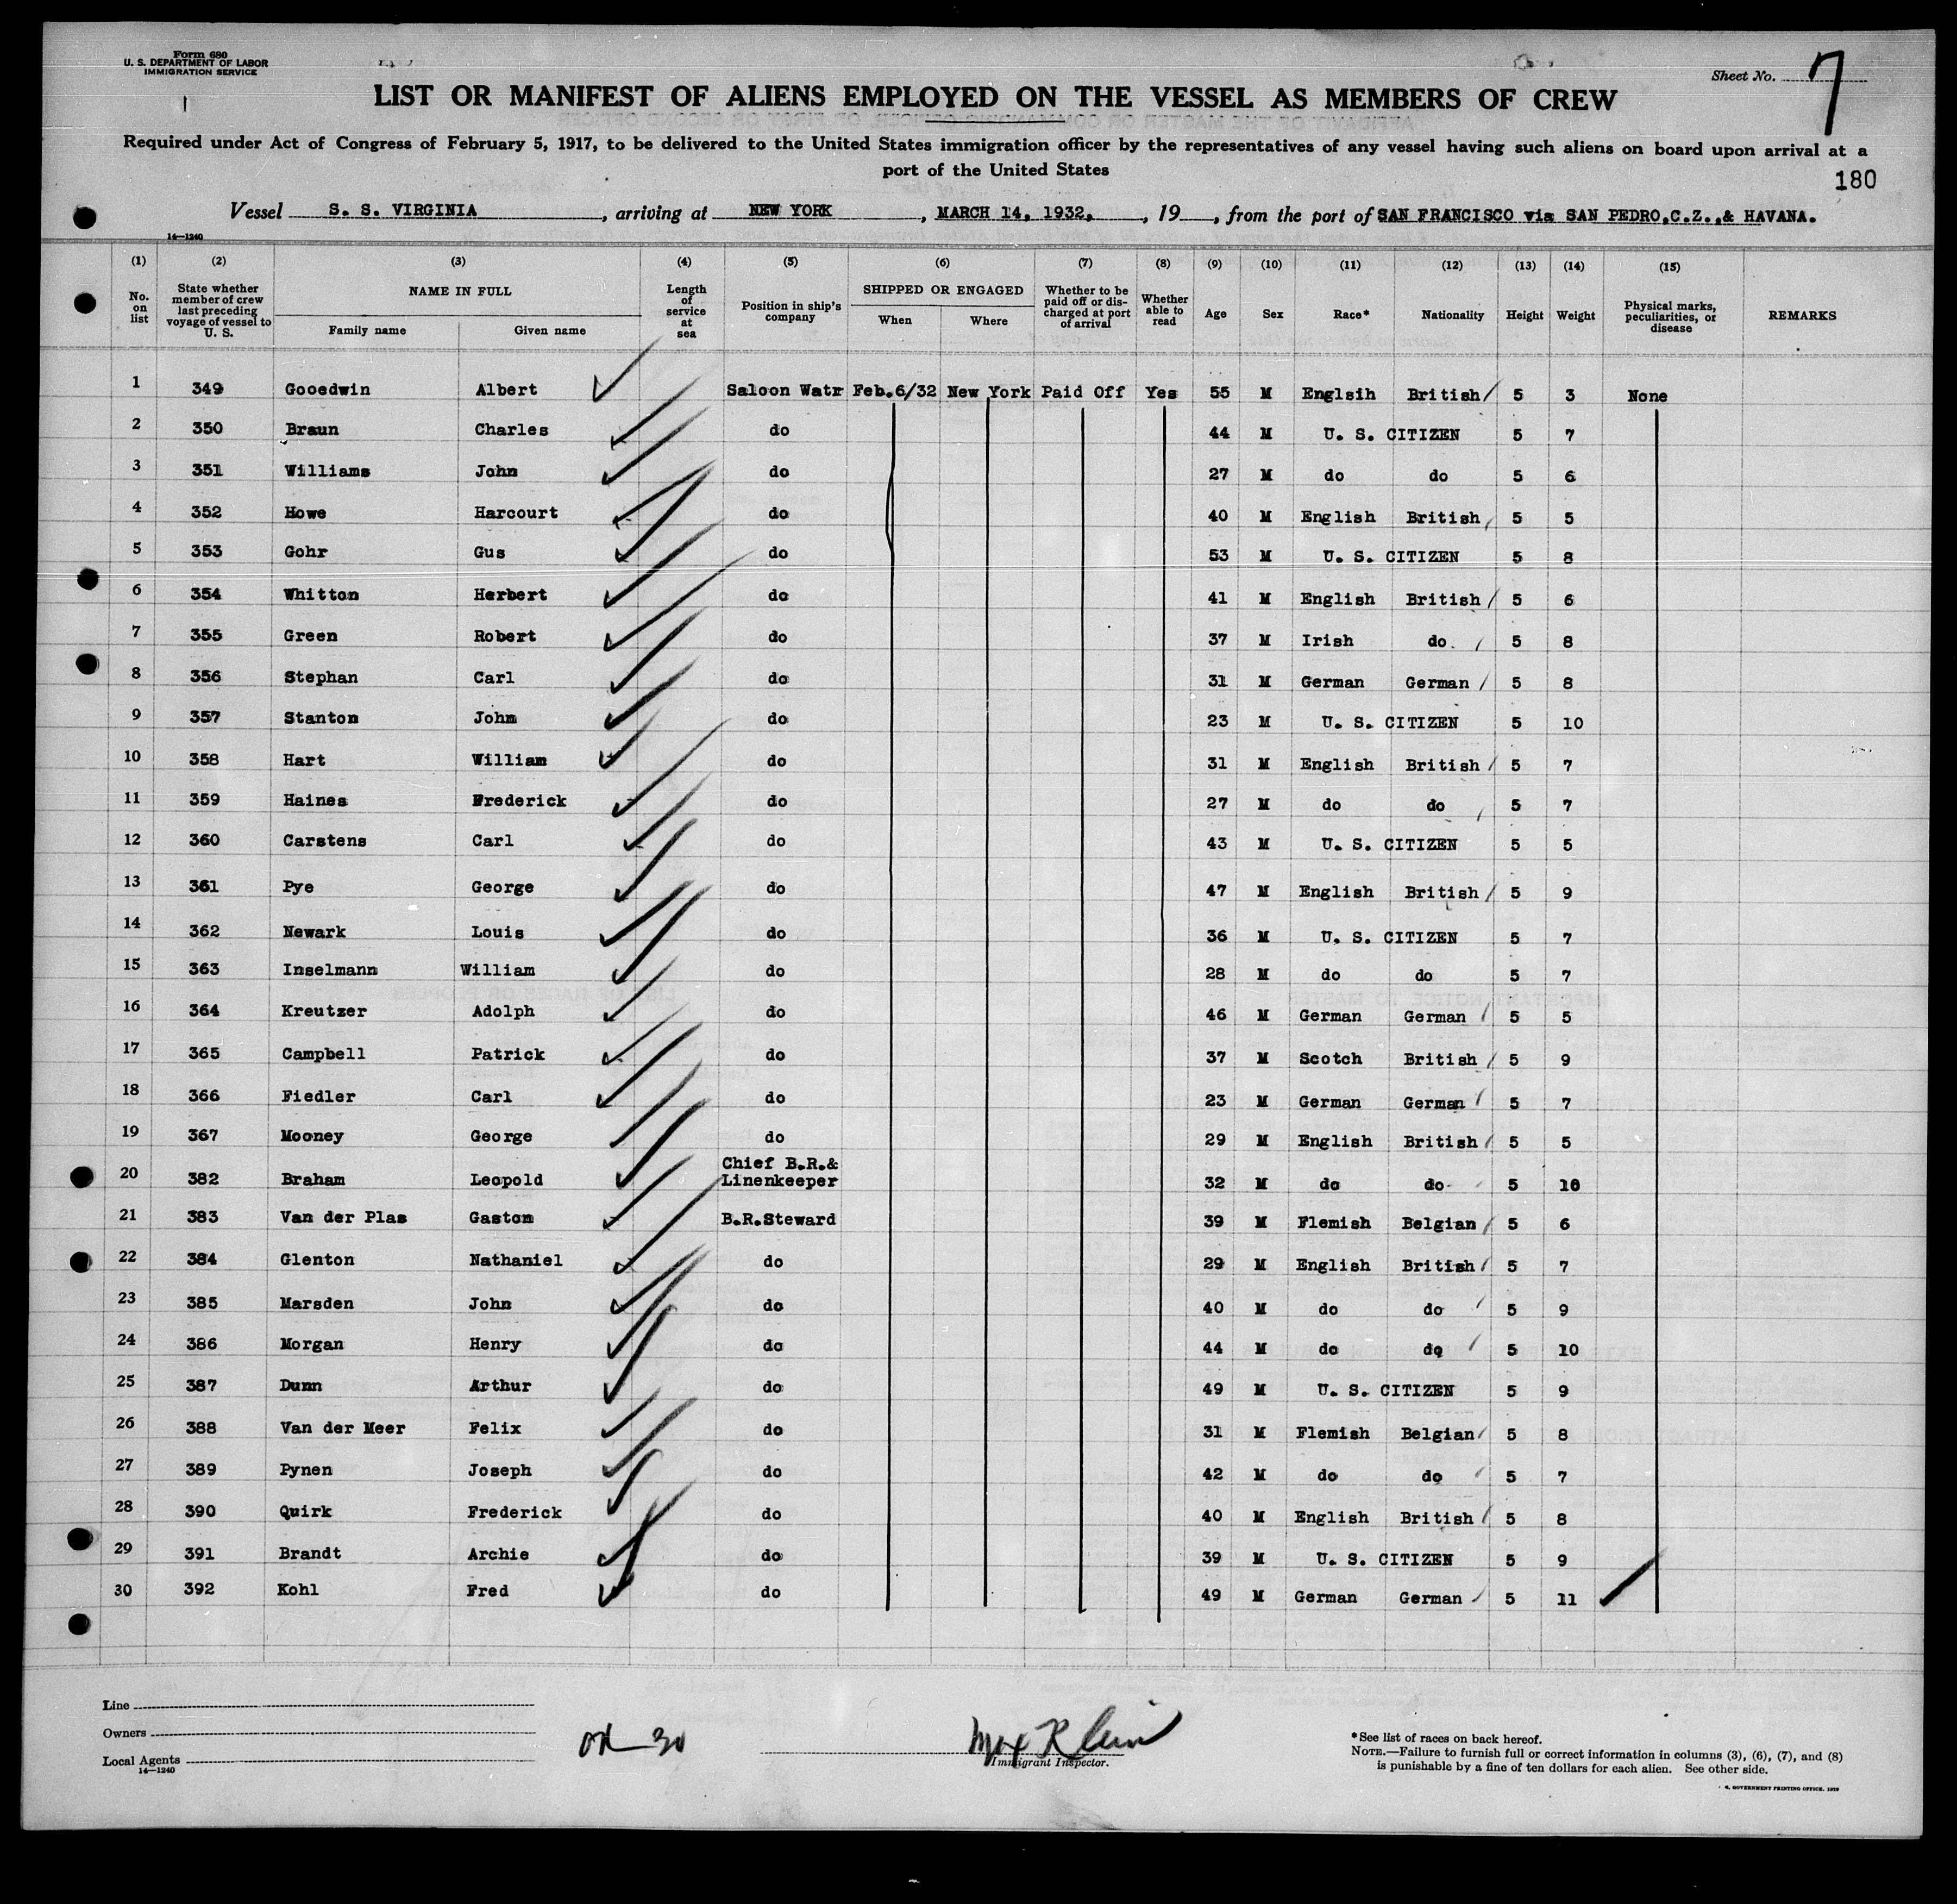 Form 680
U. S. DEPARTMENT OF LABOR
IMMIGRATION SERVICE
Sheet No. 7
LIST OR MANIFEST OF ALIENS EMPLOYED ON THE VESSEL AS MEMBERS OF CREW
Required under Act of Congress of February 5, 1917, to be delivered to the United States immigration officer by the representatives of any vessel having such aliens on board upon arrival at a
port of the United States
180
Vessel S. S. VIRGINIA, arriving at NEW YORK, MARCH 14, 1932, , 19 , from the port of SAN FRANCISCO via SAN PEDRO,C.Z.,& HAVANA.
14—1240
(1) (2) (3) (4) (5) (6) (7) (8) (9) (10) (11) (12) (13) (14) (15)
No. on list State whether member of crew last preceding voyage of vessel to U. S. NAME IN FULL Family name Given name Length of service at sea Position in ship's company SHIPPED OR ENGAGED When Where Whether to be paid off or discharged at port of arrival Whether able to read Age Sex Race* Nationality Height Weight Physical marks, peculiarities, or disease REMARKS
1 349 Gooedwin Albert Saloon Watr Feb.6/32 New York Paid Off Yes 55 M Englsih British 5 3 None
2 350 Braun Charles do 44 M U. S. CITIZEN 5 7
3 351 Williams John do 27 M do do 5 6
4 352 Howe Harcourt do 40 M English British 5 5
5 353 Gohr Gus do 53 M U. S. CITIZEN 5 8
6 354 Whitton Herbert do 41 M English British 5 6
7 355 Green Robert do 37 M Irish do 5 8
8 356 Stephan Carl do 31 M German German 5 8
9 357 Stanton John do 23 M U. S. CITIZEN 5 10
10 358 Hart William do 31 M English British 5 7
11 359 Haines Frederick do 27 M do do 5 7
12 360 Carstens Carl do 43 M U. S. CITIZEN 5 5
13 361 Pye George do 47 M English British 5 9
14 362 Newark Louis do 36 M U. S. CITIZEN 5 7
15 363 Inselmann William do 28 M do do 5 7
16 364 Kreutzer Adolph do 46 M German German 5 5
17 365 Campbell Patrick do 37 M Scotch British 5 9
18 366 Fiedler Carl do 23 M German German 5 7
19 367 Mooney George do 29 M English British 5 5
20 382 Braham Leopold Chief B.R.& Linenkeeper 32 M do do 5 10
21 383 Van der Plas Gaston B.R.Steward 39 M Flemish Belgian 5 6
22 384 Glenton Nathaniel do 29 M English British 5 7
23 385 Marsden John do 40 M do do 5 9
24 386 Morgan Henry do 44 M do do 5 10
25 387 Dunn Arthur do 49 M U. S. CITIZEN 5 9
26 388 Van der Meer Felix do 31 M Flemish Belgian 5 8
27 389 Pynen Joseph do 42 M do do 5 7
28 390 Quirk Frederick do 40 M English British 5 8
29 391 Brandt Archie do 39 M U. S. CITIZEN 5 9
30 392 Kohl Fred do 49 M German German 5 11
Line
Owners
Local Agents
14—1240
OK 30
Max Klein
Immigrant Inspector.
*See list of races on back hereof.
NOTE.—Failure to furnish full or correct information in columns (3), (6), (7), and (8)
is punishable by a fine of ten dollars for each alien. See other side.
GOVERNMENT PRINTING OFFICE. 1929